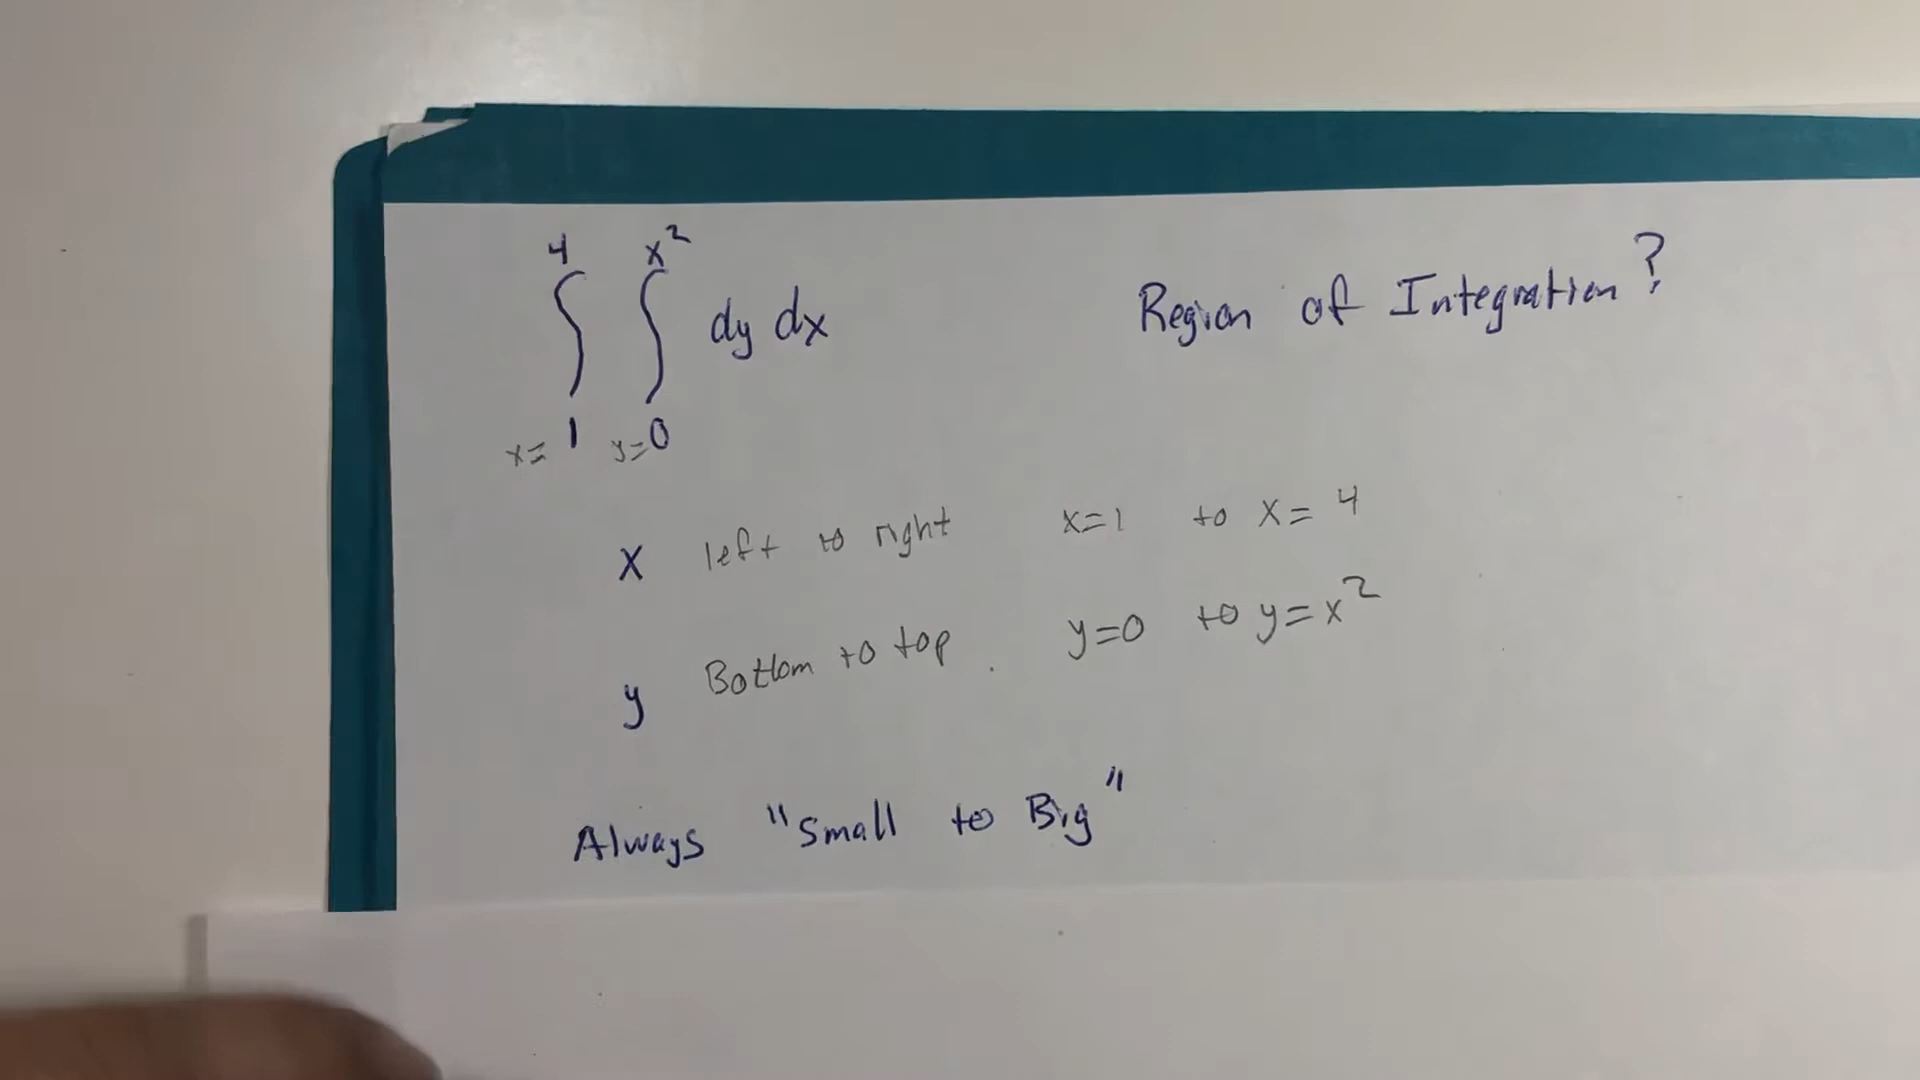 4 x²
∫ ∫ dy dx Region of Integration?
x= 1 y=0
x left to right x=1 to x= 4
y Bottom to top. y=0 to y=x²
Always "Small to Big"